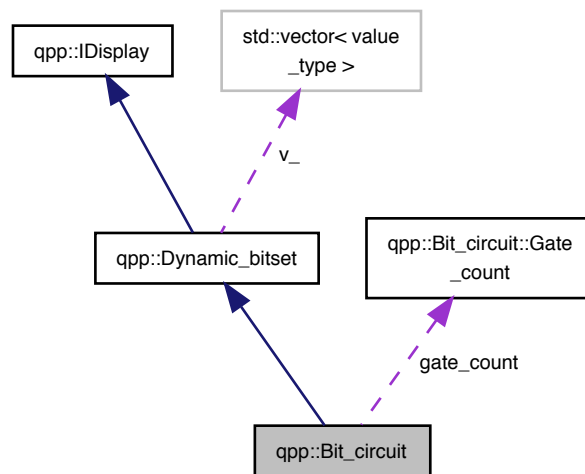 qpp::IDisplay
std::vector< value
_type >
v_
qpp::Dynamic_bitset
qpp::Bit_circuit::Gate
_count
gate_count
qpp::Bit_circuit